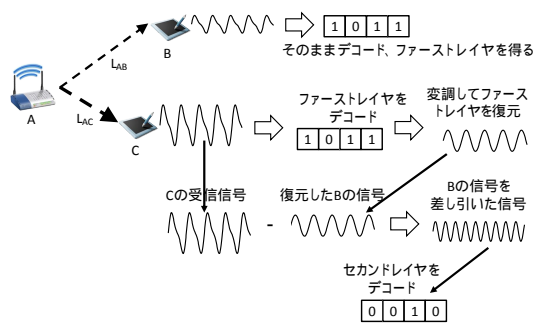 1 0 1 1
B
そのままデコード、ファーストレイヤを得る
LAB
A
LAC
C
ファーストレイヤを
デコード
1 0 1 1
変調してファース
トレイヤを復元
Cの受信信号
-
復元したBの信号
Bの信号を
差し引いた信号
セカンドレイヤを
デコード
0 0 1 0